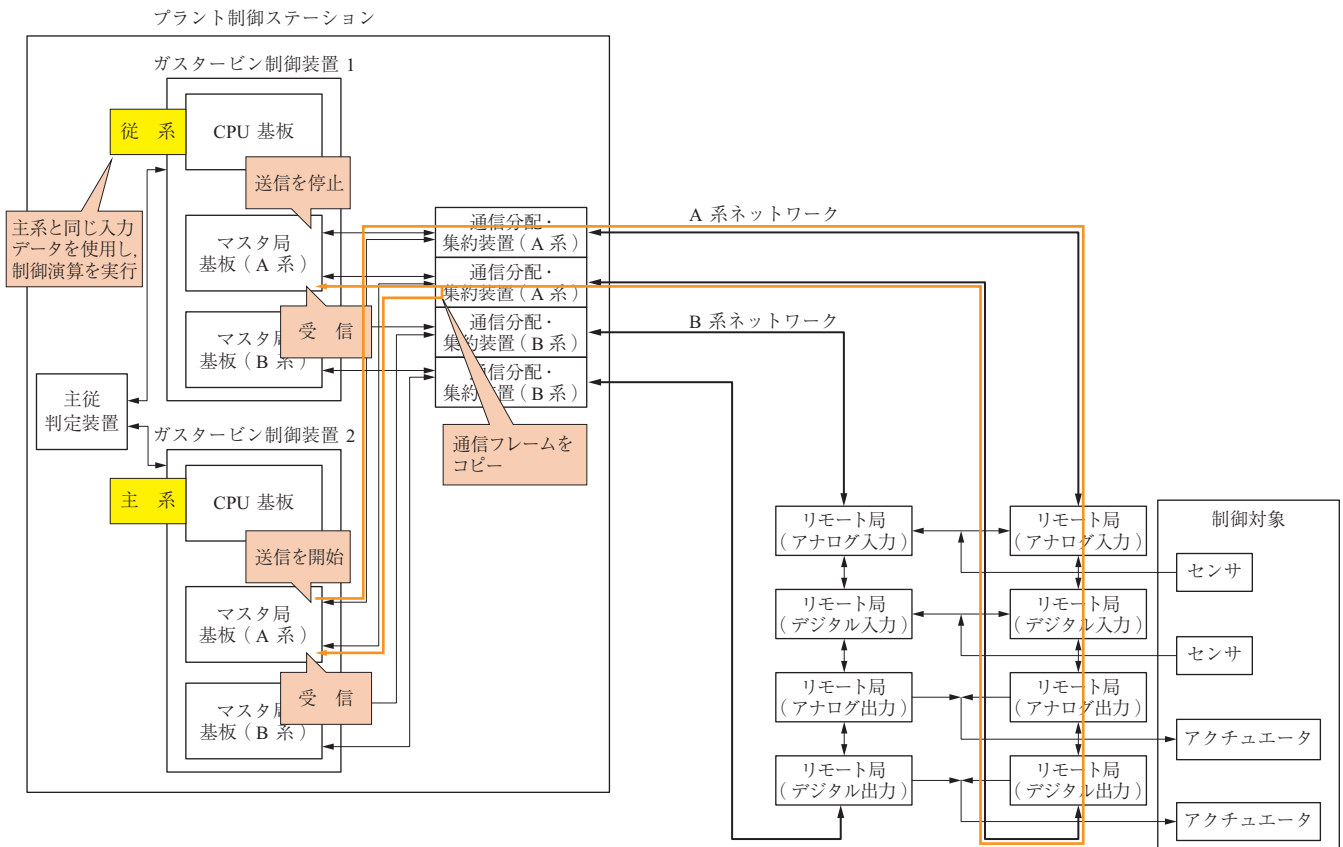 プラント制御ステーション
ガスタービン制御装置 1
従　系
CPU 基板
送信を停止
主系と同じ入力
データを使用し,
制御演算を実行
マスタ局
基板（A 系）
受　信
マスタ局
基板（B 系）
通信分配・
集約装置（A 系）
通信分配・
集約装置（A 系）
通信分配・
集約装置（B 系）
通信分配・
集約装置（B 系）
A 系ネットワーク
B 系ネットワーク
通信フレームを
コピー
主従
判定装置
ガスタービン制御装置 2
主　系
CPU 基板
送信を開始
マスタ局
基板（A 系）
受　信
マスタ局
基板（B 系）
リモート局
（アナログ入力）
リモート局
（アナログ入力）
リモート局
（デジタル入力）
リモート局
（デジタル入力）
リモート局
（アナログ出力）
リモート局
（アナログ出力）
リモート局
（デジタル出力）
リモート局
（デジタル出力）
制御対象
センサ
センサ
アクチュエータ
アクチュエータ